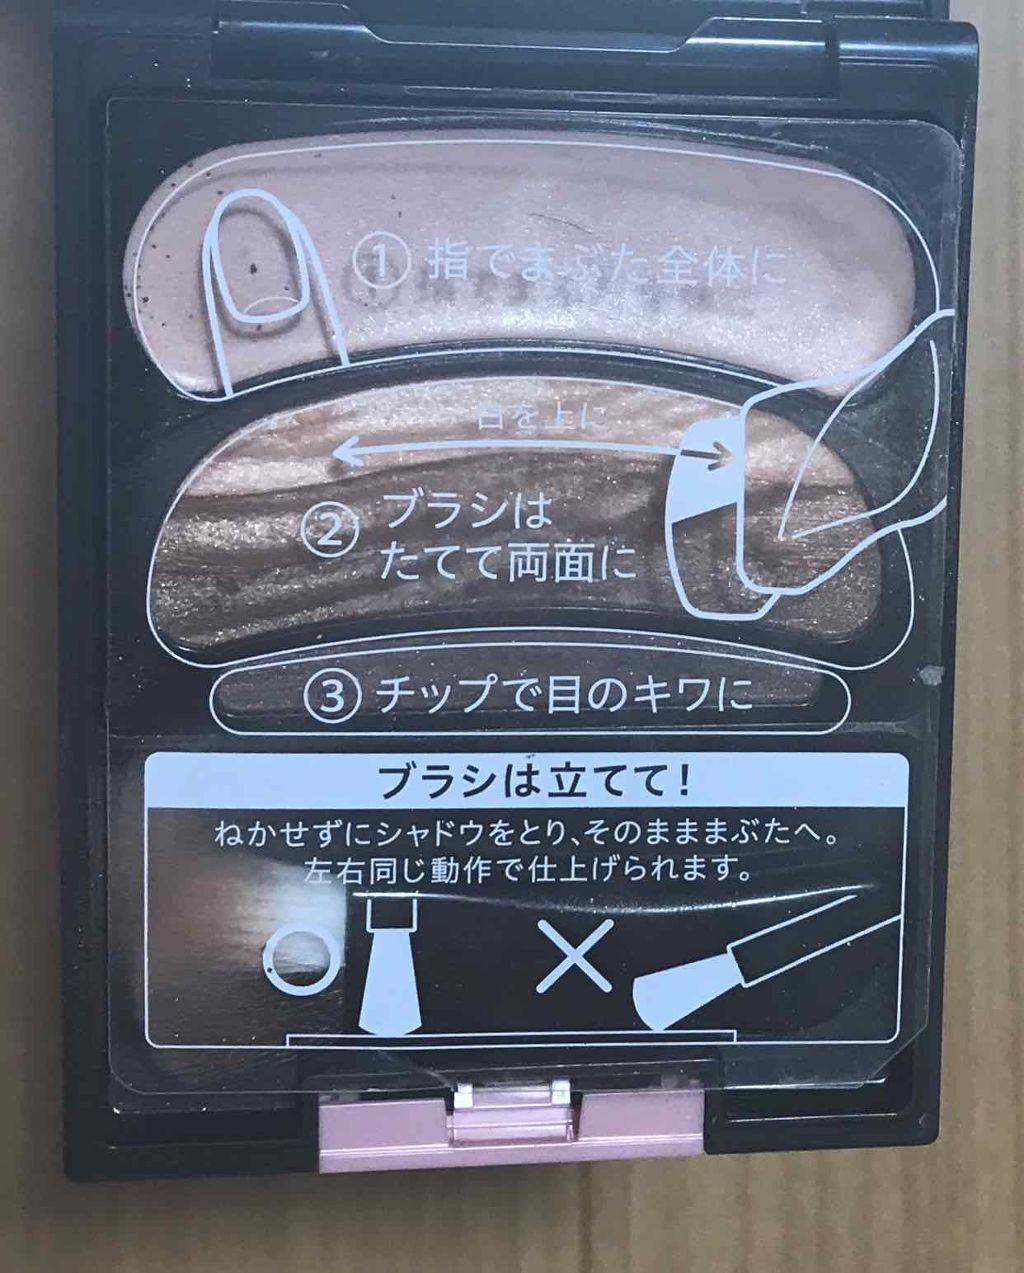 ① 指でまぶた全体に
白を上に
② ブラシは
たてて両面に
③ チップで目のキワに
ブラシは立てて！
ねかせずにシャドウをとり、そのまままぶたへ。
左右同じ動作で仕上げられます。